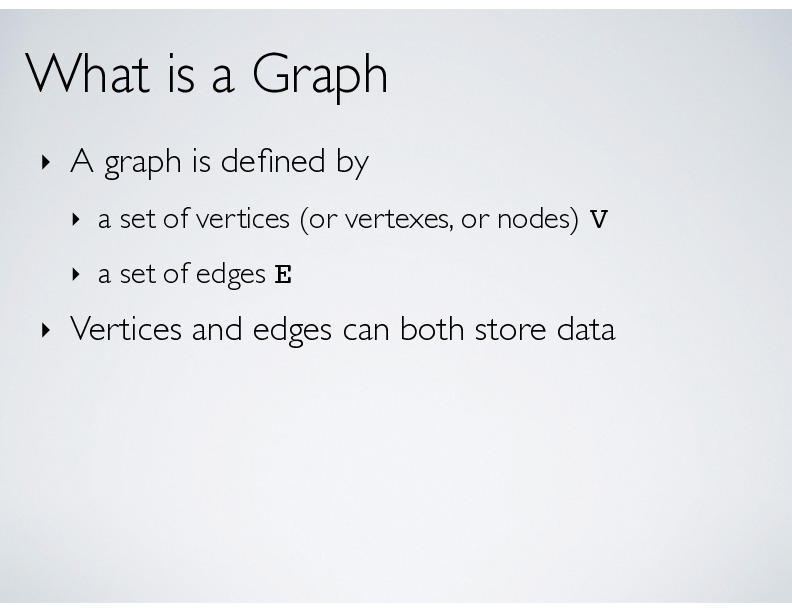 What is a Graph
‣ A graph is defined by
‣ a set of vertices (or vertexes, or nodes) V
‣ a set of edges E
‣ Vertices and edges can both store data